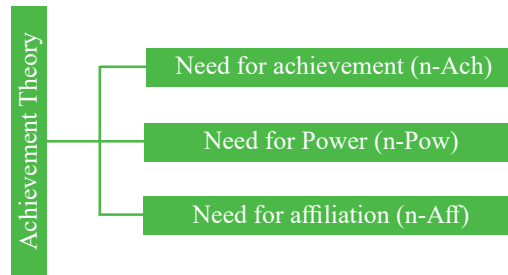 Achievement Theory
Need for achievement (n-Ach)
Need for Power (n-Pow)
Need for affiliation (n-Aff)